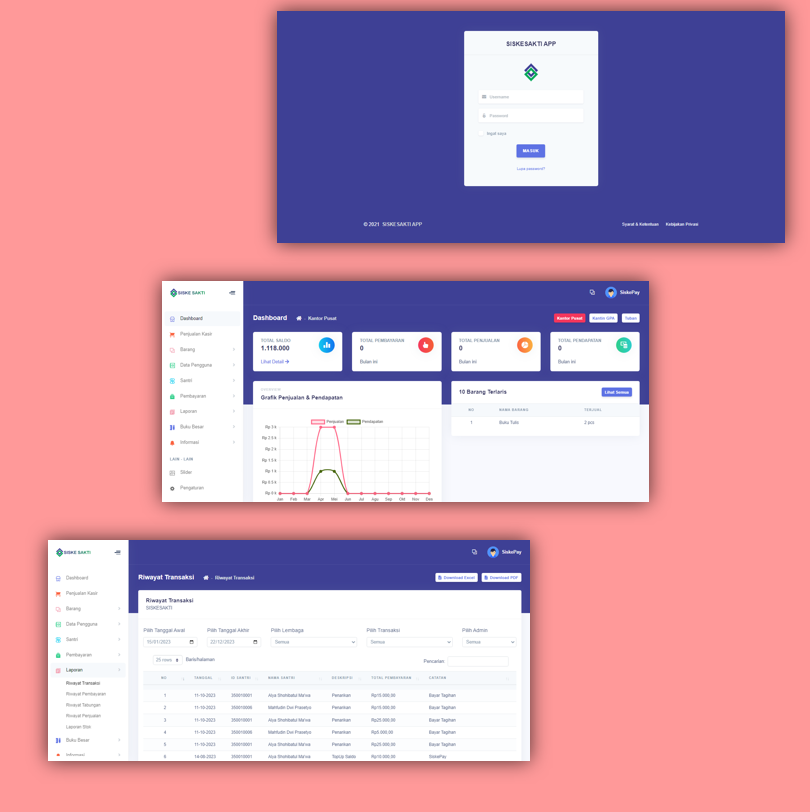 SISKESAKTI APP
Username
Password
Ingat saya
MASUK
Lupa password?
© 2021 SISKESAKTI APP
Syarat & Ketentuan Kebijakan Privasi
SISKE SAKTI
SiskePay
Dashboard
Penjualan Kasir
Barang
Data Pengguna
Santri
Pembayaran
Laporan
Buku Besar
Informasi
LAIN - LAIN
Slider
Pengaturan
Dashboard - Kantor Pusat
Kantor Pusat
Kantin GPA
Taman
TOTAL SALDO
1.118.000
Lihat Detail
TOTAL PEMBAYARAN
0
Bulan ini
TOTAL PENJUALAN
0
Bulan ini
TOTAL PENDAPATAN
0
Bulan ini
Grafik Penjualan & Pendapatan
Penjualan Pendapatan
Rp 3 k
Rp 2.5 k
Rp 2 k
Rp 1.5 k
Rp 1 k
Rp 0.5 k
Rp 0 k
Jan Feb Mar Apr Mei Jun Jul Agu Sep Okt Nov Des
10 Barang Terlaris
Lihat Semua
NO NAMA BARANG TERJUAL
1 Buku Tulis 2 pcs
SISKE SAKTI
SiskePay
Dashboard
Penjualan Kasir
Barang
Data Pengguna
Santri
Pembayaran
Laporan
Riwayat Transaksi
Riwayat Pembayaran
Riwayat Tabungan
Riwayat Penjualan
Laporan Stok
Buku Besar
Informasi
Riwayat Transaksi - Riwayat Transaksi
Download Excel
Download PDF
Riwayat Transaksi
SISKESAKTI
Pilih Tanggal Awal Pilih Tanggal Akhir Pilih Lembaga Pilih Transaksi Pilih Admin
22/12/2023 Semua Semua Semua
25 rows Baris/halaman
Pencarian:
NO TANGGAL ID SANTRI NAMA SANTRI DESKRIPSI TOTAL PEMBAYARAN CATATAN
1 11-10-2023 350010901 Alya Shohibatul Ma'wa Penarikan Rp15.000,00 Bayar Tagihan
2 11-10-2023 350010906 Mahfudin Dwi Prasetyo Penarikan Rp15.000,00 Bayar Tagihan
3 11-10-2023 350010901 Alya Shohibatul Ma'wa Penarikan Rp25.000,00 Bayar Tagihan
4 11-10-2023 350010906 Mahfudin Dwi Prasetyo Penarikan Rp5.000,00 Bayar Tagihan
5 11-10-2023 350010901 Alya Shohibatul Ma'wa Penarikan Rp25.000,00 Bayar Tagihan
6 14-08-2023 350010901 Alya Shohibatul Ma'wa TopUp Saldo Rp10.000,00 SiskePay